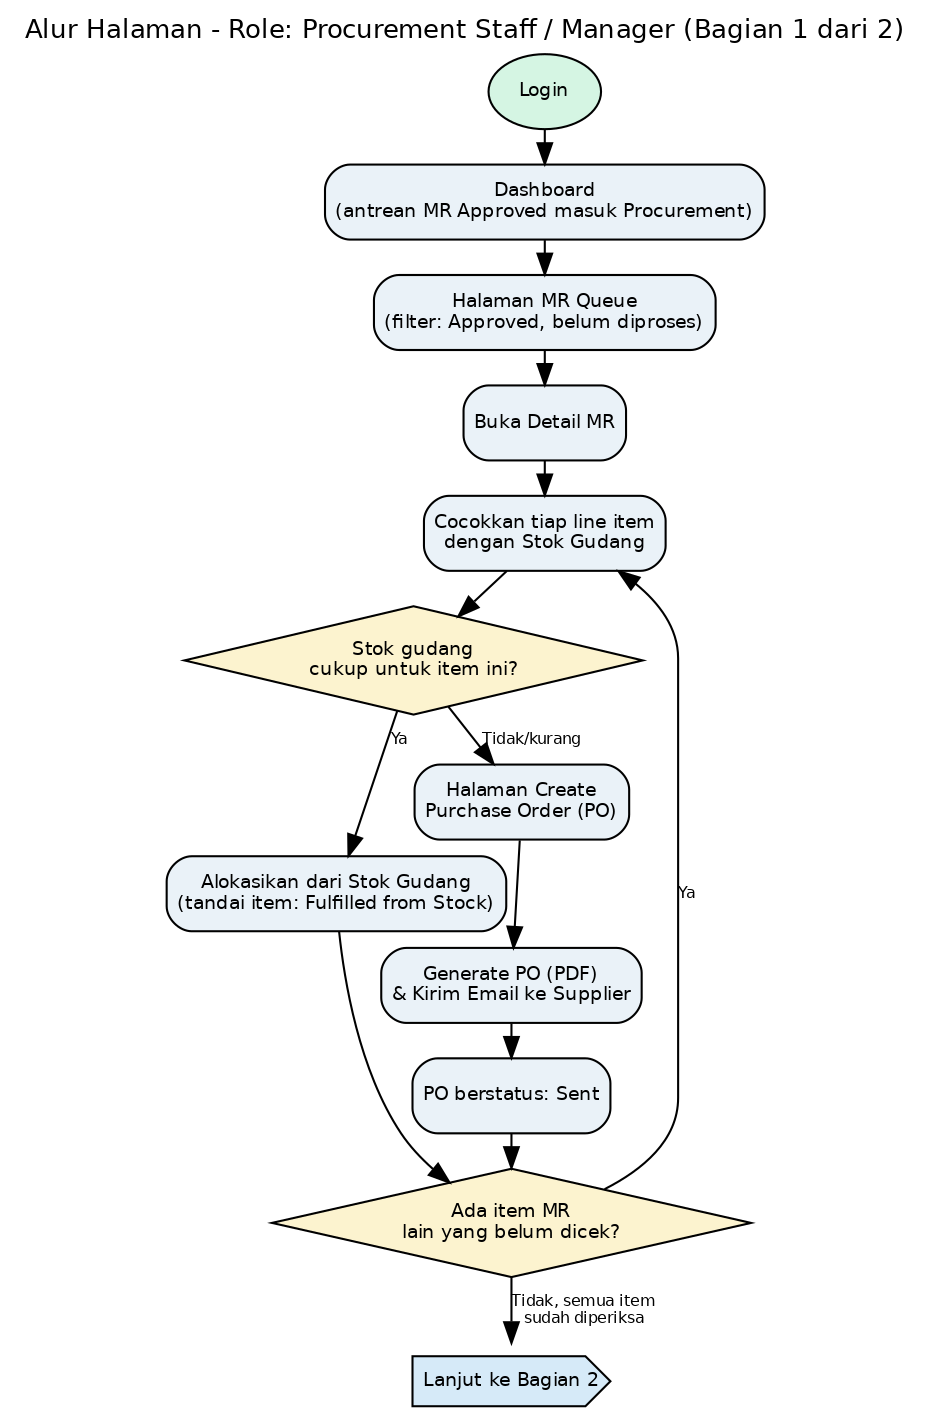 Alur Halaman - Role: Procurement Staff / Manager (Bagian 1 dari 2)
Login
Dashboard
(antrean MR Approved masuk Procurement)
Halaman MR Queue
(filter: Approved, belum diproses)
Buka Detail MR
Cocokkan tiap line item
dengan Stok Gudang
Stok gudang
cukup untuk item ini?
Ya
Tidak/kurang
Halaman Create
Purchase Order (PO)
Alokasikan dari Stok Gudang
(tandai item: Fulfilled from Stock)
Ya
Generate PO (PDF)
& Kirim Email ke Supplier
PO berstatus: Sent
Ada item MR
lain yang belum dicek?
Tidak, semua item
sudah diperiksa
Lanjut ke Bagian 2